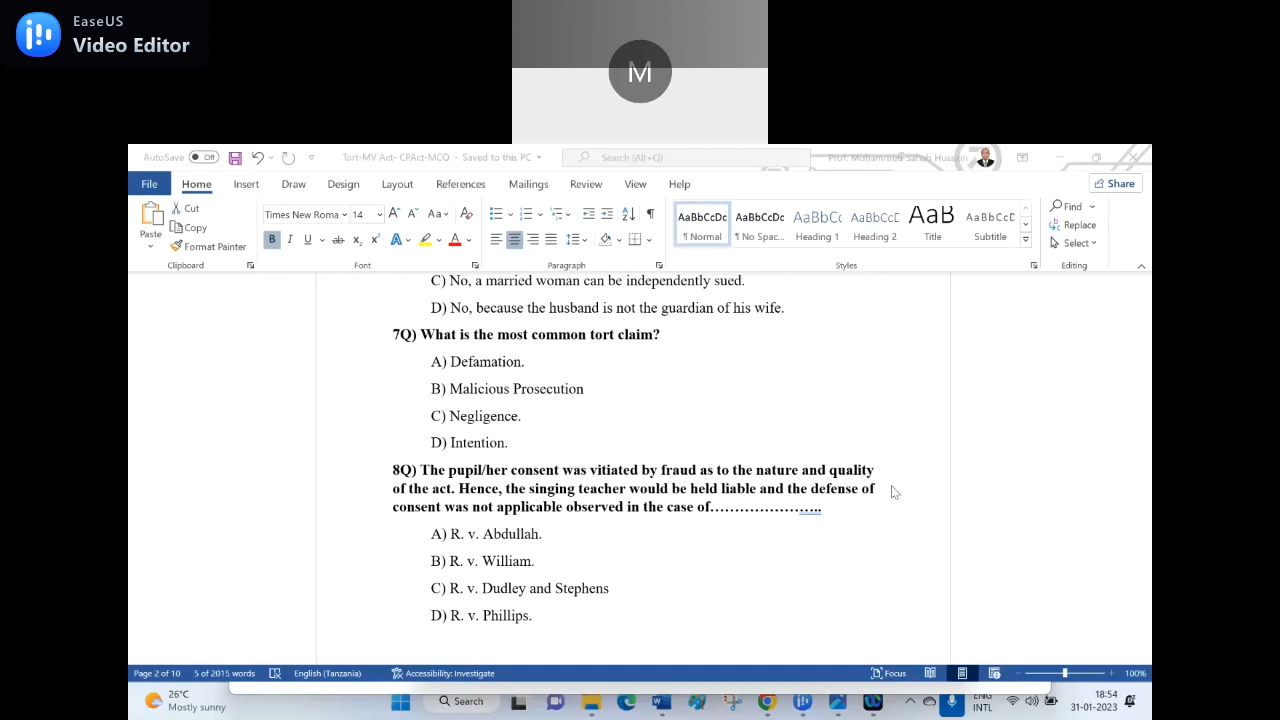 EaseUS
Video Editor
M
AutoSave Off
Tort-MV Act- CPAct-MCQ - Saved to this PC
Search (Alt+Q)
Prof. Mohammed Saheb Hussain
File Home Insert Draw Design Layout References Mailings Review View Help
Share
Paste
Cut
Copy
Format Painter
Clipboard
Times New Roma 14
Font
Paragraph
AaBbCcDc AaBbCcDc AaBbCc AaBbCcD AaB AaBbCcD
¶ Normal ¶ No Spac... Heading 1 Heading 2 Title Subtitle
Styles
Find
Replace
Select
Editing
C) No, a married woman can be independently sued.
D) No, because the husband is not the guardian of his wife.
7Q) What is the most common tort claim?
A) Defamation.
B) Malicious Prosecution
C) Negligence.
D) Intention.
8Q) The pupil/her consent was vitiated by fraud as to the nature and quality
of the act. Hence, the singing teacher would be held liable and the defense of
consent was not applicable observed in the case of…………………..
A) R. v. Abdullah.
B) R. v. William.
C) R. v. Dudley and Stephens
D) R. v. Phillips.
Page 2 of 10 5 of 2015 words English (Tanzania) Accessibility: Investigate Focus 100%
26°C
Mostly sunny
Search
ENG
INTL
18:54
31-01-2023